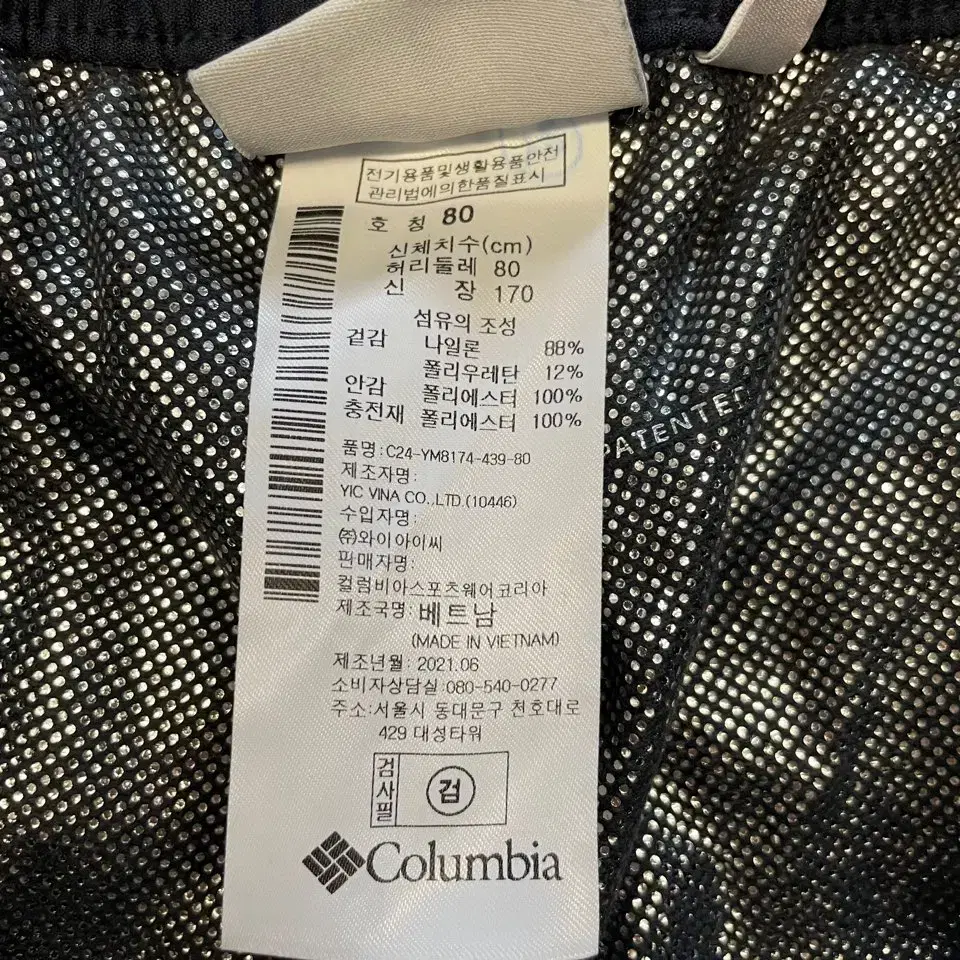 전기용품및생활용품안전
관리법에의한품질표시
호 칭 80
신체치수(cm)
허리둘레 80
신 장 170
섬유의 조성
겉감 나일론 88%
폴리우레탄 12%
안감 폴리에스터 100%
충전재 폴리에스터 100%
품명:C24-YM8174-439-80
제조자명:
YIC VINA CO.,LTD.(10446)
수입자명:
㈜와이아이씨
판매자명:
컬럼비아스포츠웨어코리아
제조국명:베트남
(MADE IN VIETNAM)
제조년월:2021.06
소비자상담실:080-540-0277
주소:서울시 동대문구 천호대로
429 대성타워
검사필 검
Columbia